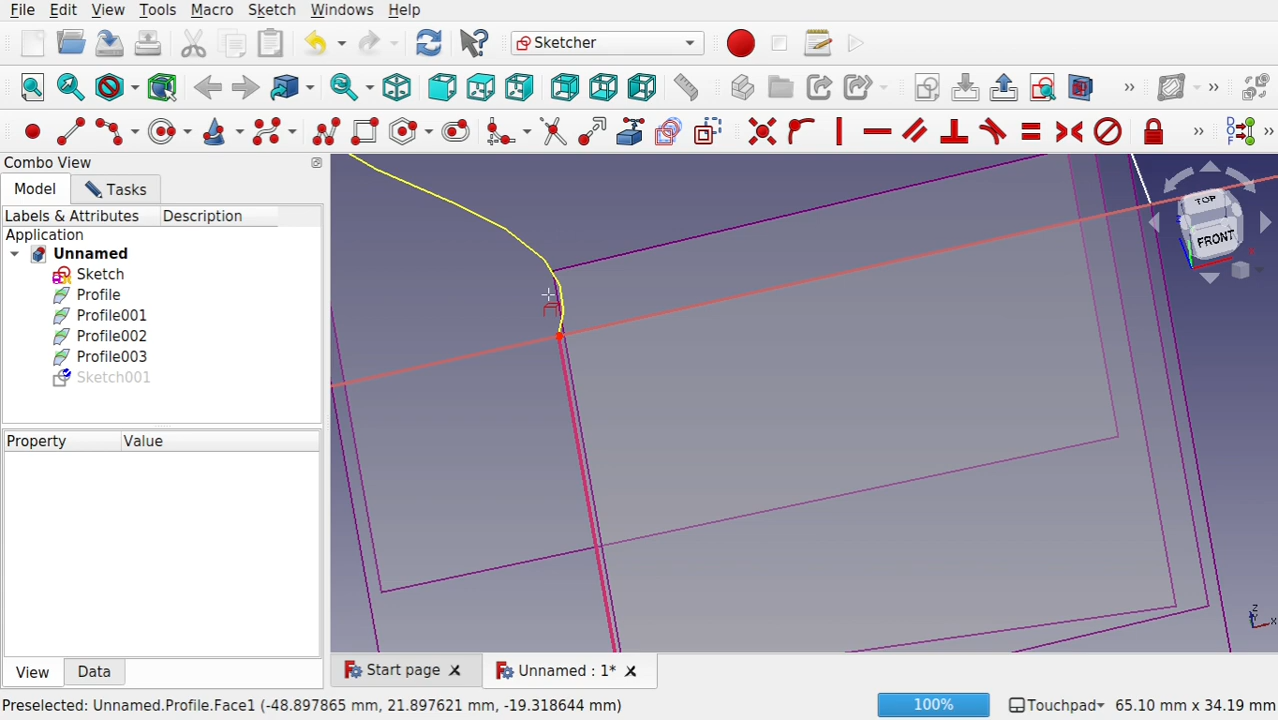 File Edit View Tools Macro Sketch Windows Help
Sketcher
Combo View
Model Tasks
Labels & Attributes Description
Application
Unnamed
Sketch
Profile
Profile001
Profile002
Profile003
Sketch001
Property Value
View Data
TOP
FRONT
Start page
Unnamed : 1*
Preselected: Unnamed.Profile.Face1 (-48.897865 mm, 21.897621 mm, -19.318644 mm)
100%
Touchpad
65.10 mm x 34.19 mm